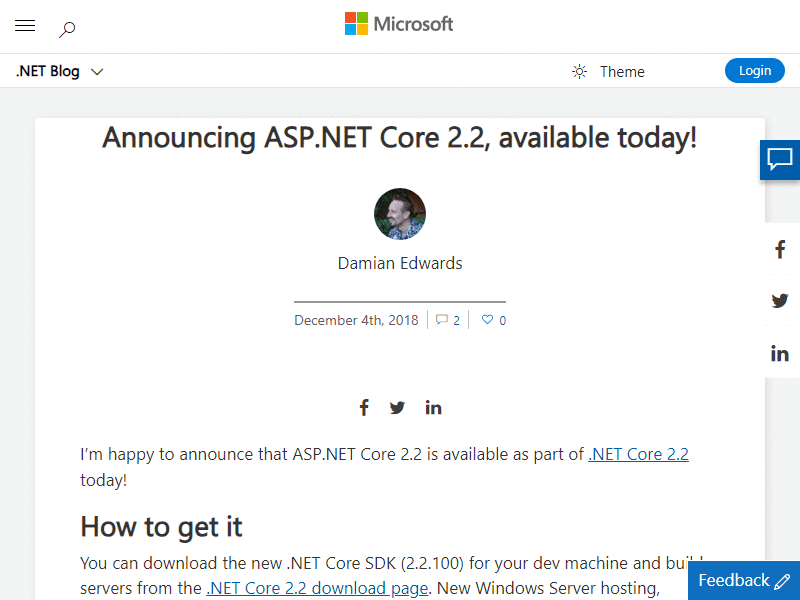 Microsoft
.NET Blog
Theme
Login
Announcing ASP.NET Core 2.2, available today!
Damian Edwards
December 4th, 2018
2
0
I'm happy to announce that ASP.NET Core 2.2 is available as part of .NET Core 2.2
today!
How to get it
You can download the new .NET Core SDK (2.2.100) for your dev machine and build
servers from the .NET Core 2.2 download page. New Windows Server hosting,
Feedback